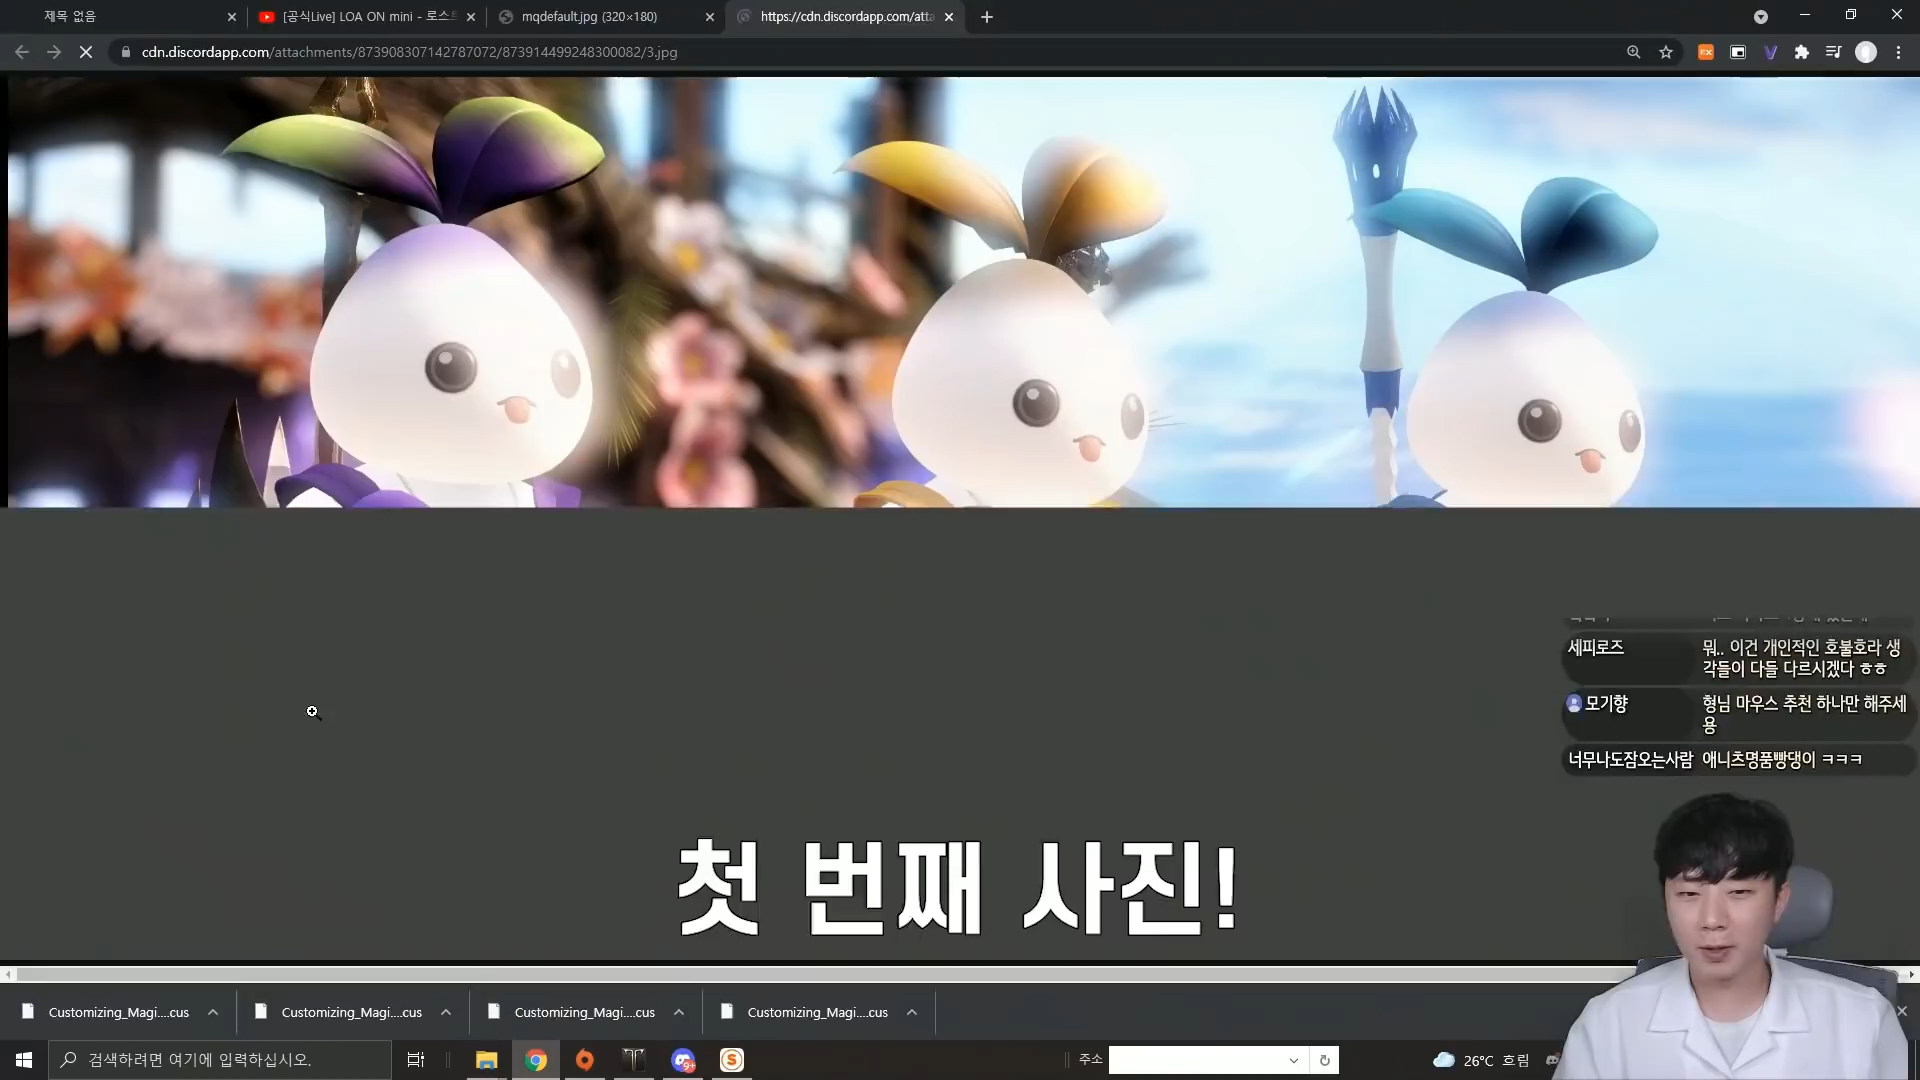 제목 없음
[공식Live] LOA ON mini - 로스트
mqdefault.jpg (320×180)
https://cdn.discordapp.com/atta
cdn.discordapp.com/attachments/873908307142787072/873914499248300082/3.jpg
세피로즈 뭐.. 이건 개인적인 호불호라 생
각들이 다들 다르시겠다 ㅎㅎ
모기향 형님 마우스 추천 하나만 해주세
용
너무나도잠오는사람 애니츠명품빵댕이 ㅋㅋㅋ
첫 번째 사진!
Customizing_Magi....cus
Customizing_Magi....cus
Customizing_Magi....cus
Customizing_Magi....cus
검색하려면 여기에 입력하십시오.
주소
26°C 흐림